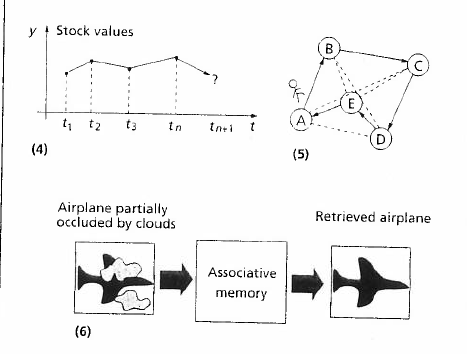 y Stock values
?
t1 t2 t3 tn tn+1 t
(4)
B
C
E
A
D
(5)
Airplane partially
occluded by clouds
Retrieved airplane
Associative
memory
(6)